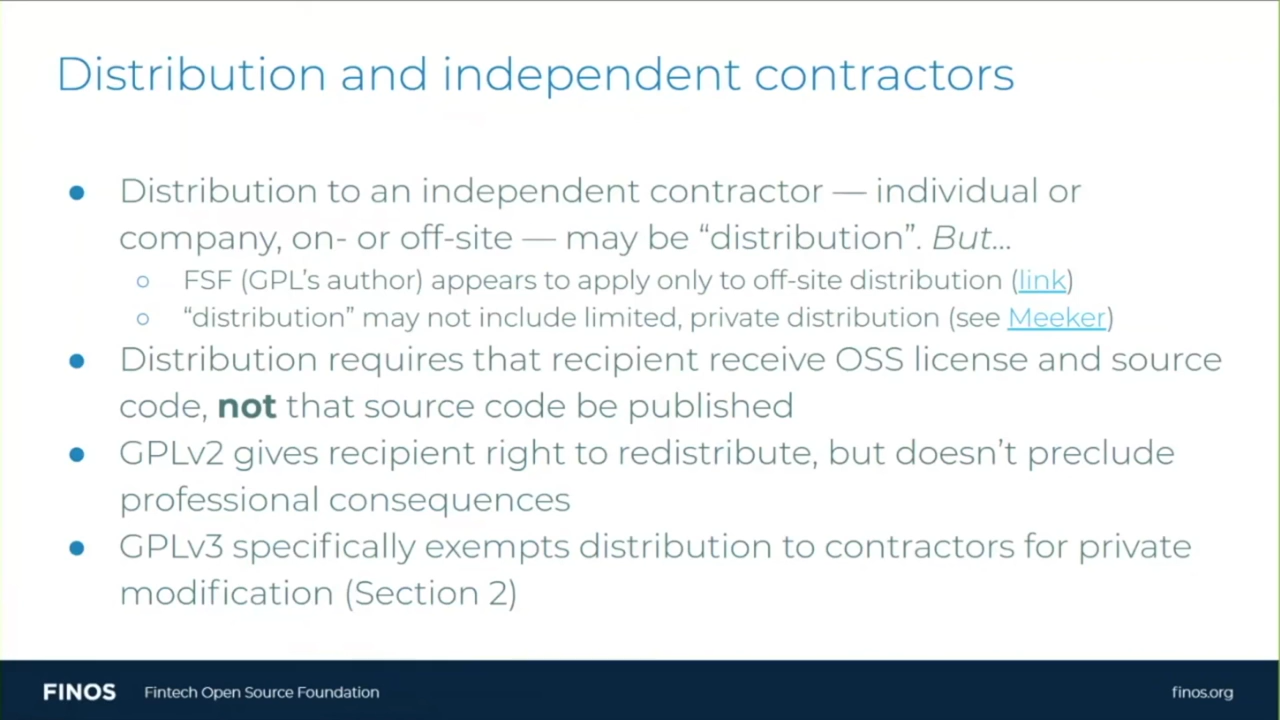 Distribution and independent contractors
● Distribution to an independent contractor — individual or
company, on- or off-site — may be “distribution”. But…
○ FSF (GPL’s author) appears to apply only to off-site distribution (link)
○ “distribution” may not include limited, private distribution (see Meeker)
● Distribution requires that recipient receive OSS license and source
code, not that source code be published
● GPLv2 gives recipient right to redistribute, but doesn’t preclude
professional consequences
● GPLv3 specifically exempts distribution to contractors for private
modification (Section 2)
FINOS Fintech Open Source Foundation finos.org